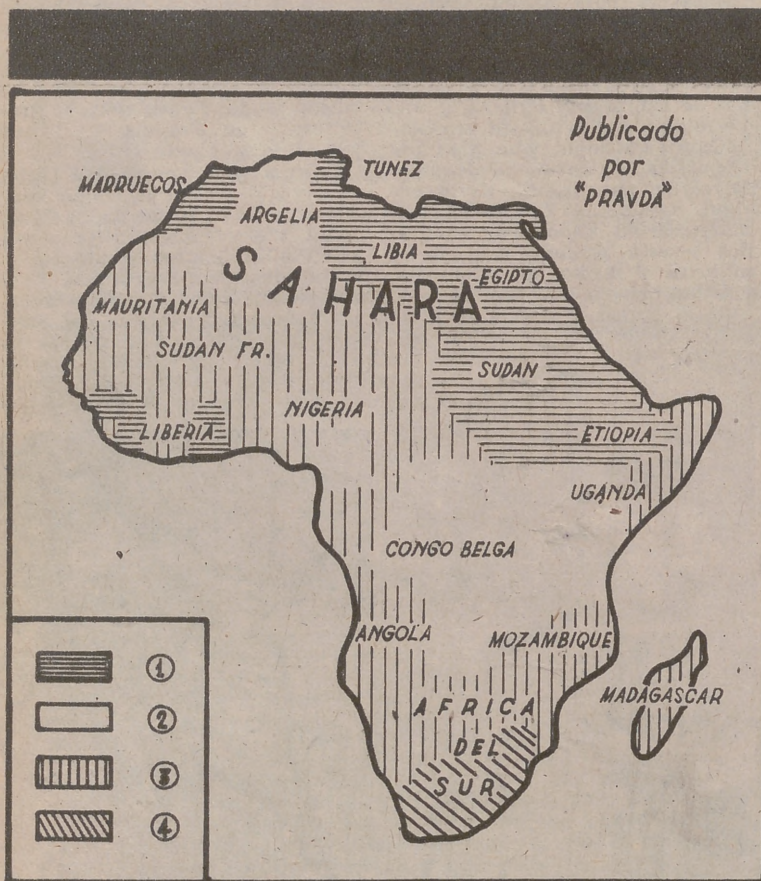 Publicado
por
"PRAVDA"
MARRUECOS
TUNEZ
ARGELIA
LIBIA
SAHARA
EGIPTO
MAURITANIA
SUDAN FR.
SUDAN
NIGERIA
LIBERIA
ETIOPIA
UGANDA
CONGO BELGA
ANGOLA
MOZAMBIQUE
MADAGASCAR
AFRICA
DEL
SUR
1
2
3
4